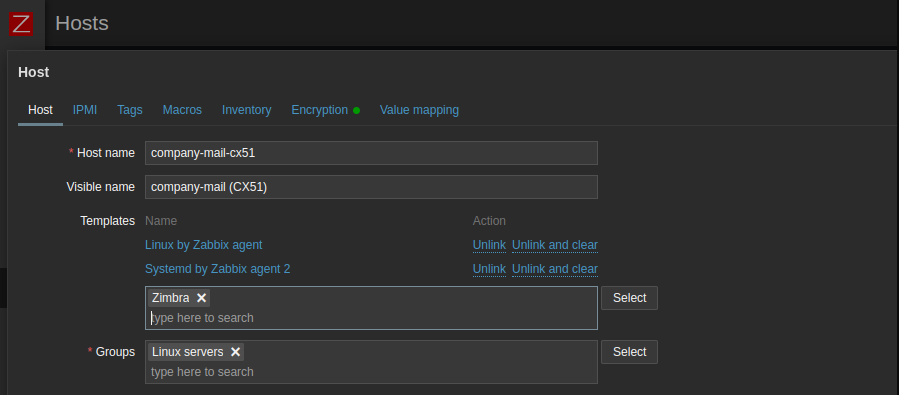 Z Hosts
Host
Host IPMI Tags Macros Inventory Encryption Value mapping
* Host name company-mail-cx51
Visible name company-mail (CX51)
Templates Name Action
Linux by Zabbix agent Unlink Unlink and clear
Systemd by Zabbix agent 2 Unlink Unlink and clear
Zimbra Select
type here to search
* Groups Linux servers Select
type here to search